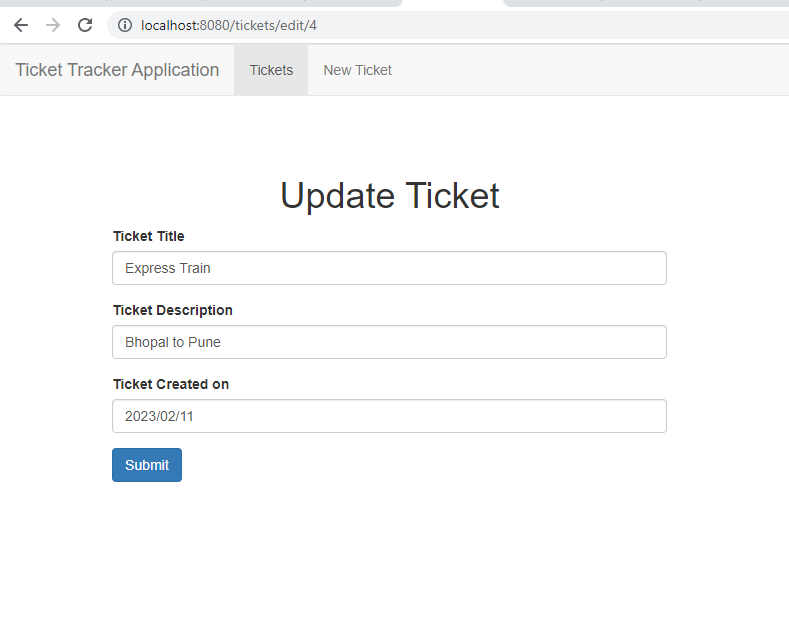 localhost:8080/tickets/edit/4
Ticket Tracker Application Tickets New Ticket
Update Ticket
Ticket Title
Express Train
Ticket Description
Bhopal to Pune
Ticket Created on
2023/02/11
Submit